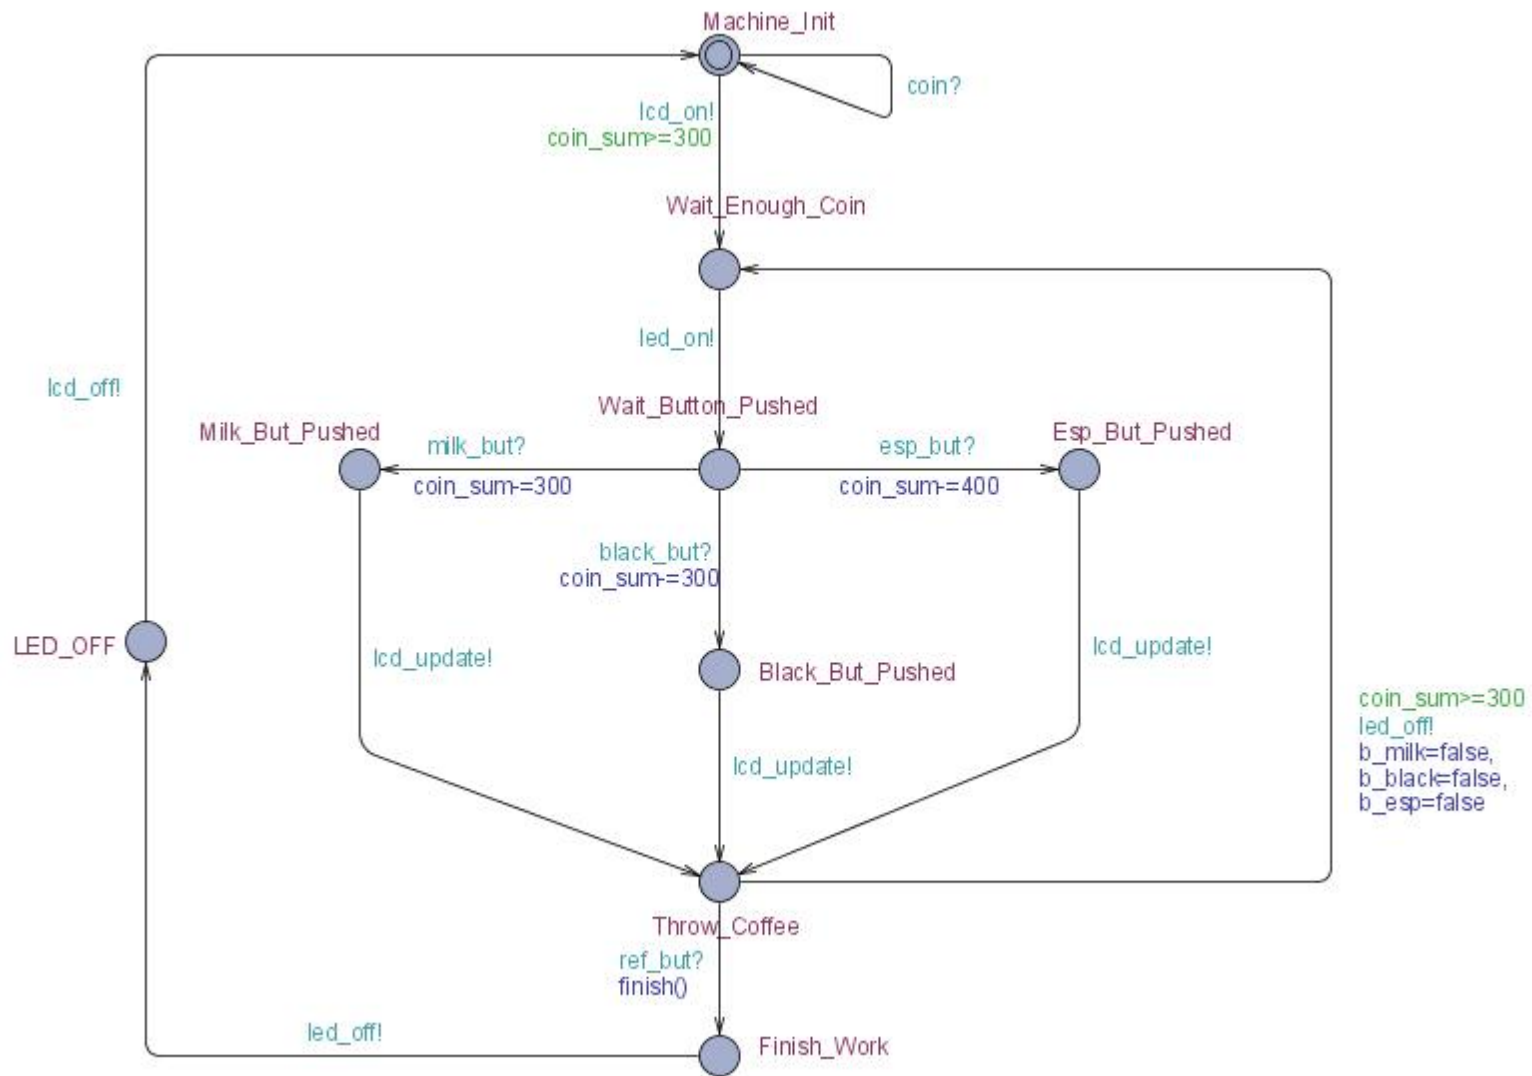 Machine_Init
coin?
lcd_on!
coin_sum>=300
Wait_Enough_Coin
led_on!
lcd_off!
Wait_Button_Pushed
Milk_But_Pushed
Esp_But_Pushed
milk_but?
esp_but?
coin_sum-=300
coin_sum-=400
black_but?
coin_sum-=300
LED_OFF
lcd_update!
Black_But_Pushed
lcd_update!
lcd_update!
coin_sum>=300
led_off!
b_milk=false,
b_black=false,
b_esp=false
Throw_Coffee
ref_but?
finish()
led_off!
Finish_Work